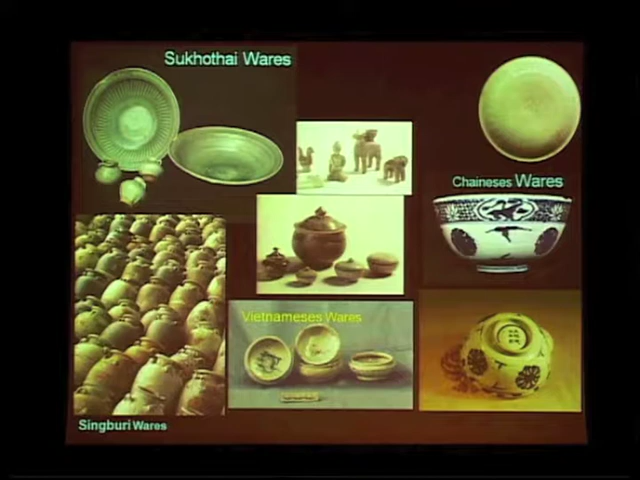 Sukhothai Wares
Chaineses Wares
Vietnameses Wares
Singburi Wares